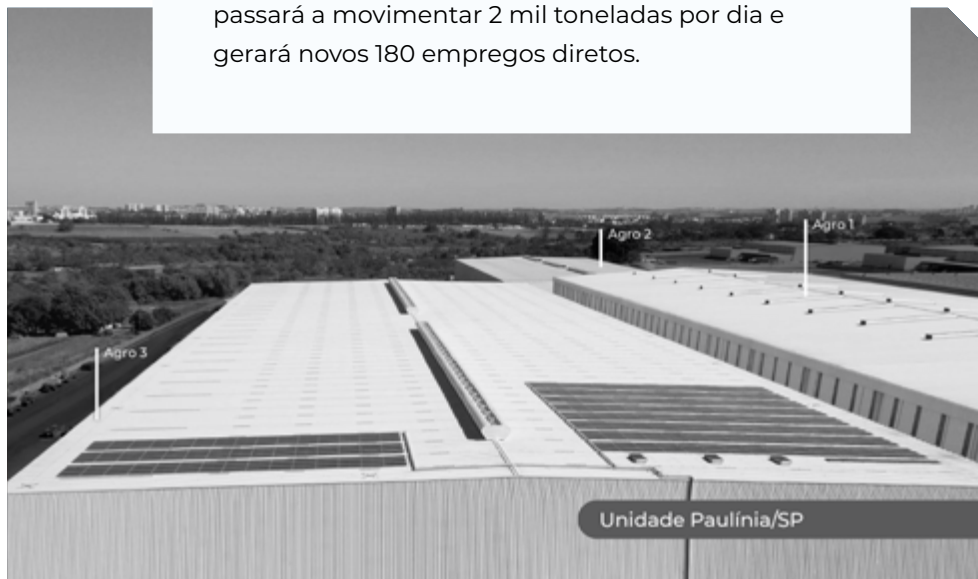 passará a movimentar 2 mil toneladas por dia e
gerará novos 180 empregos diretos.
Agro 2
Agro 1
Agro 3
Unidade Paulínia/SP